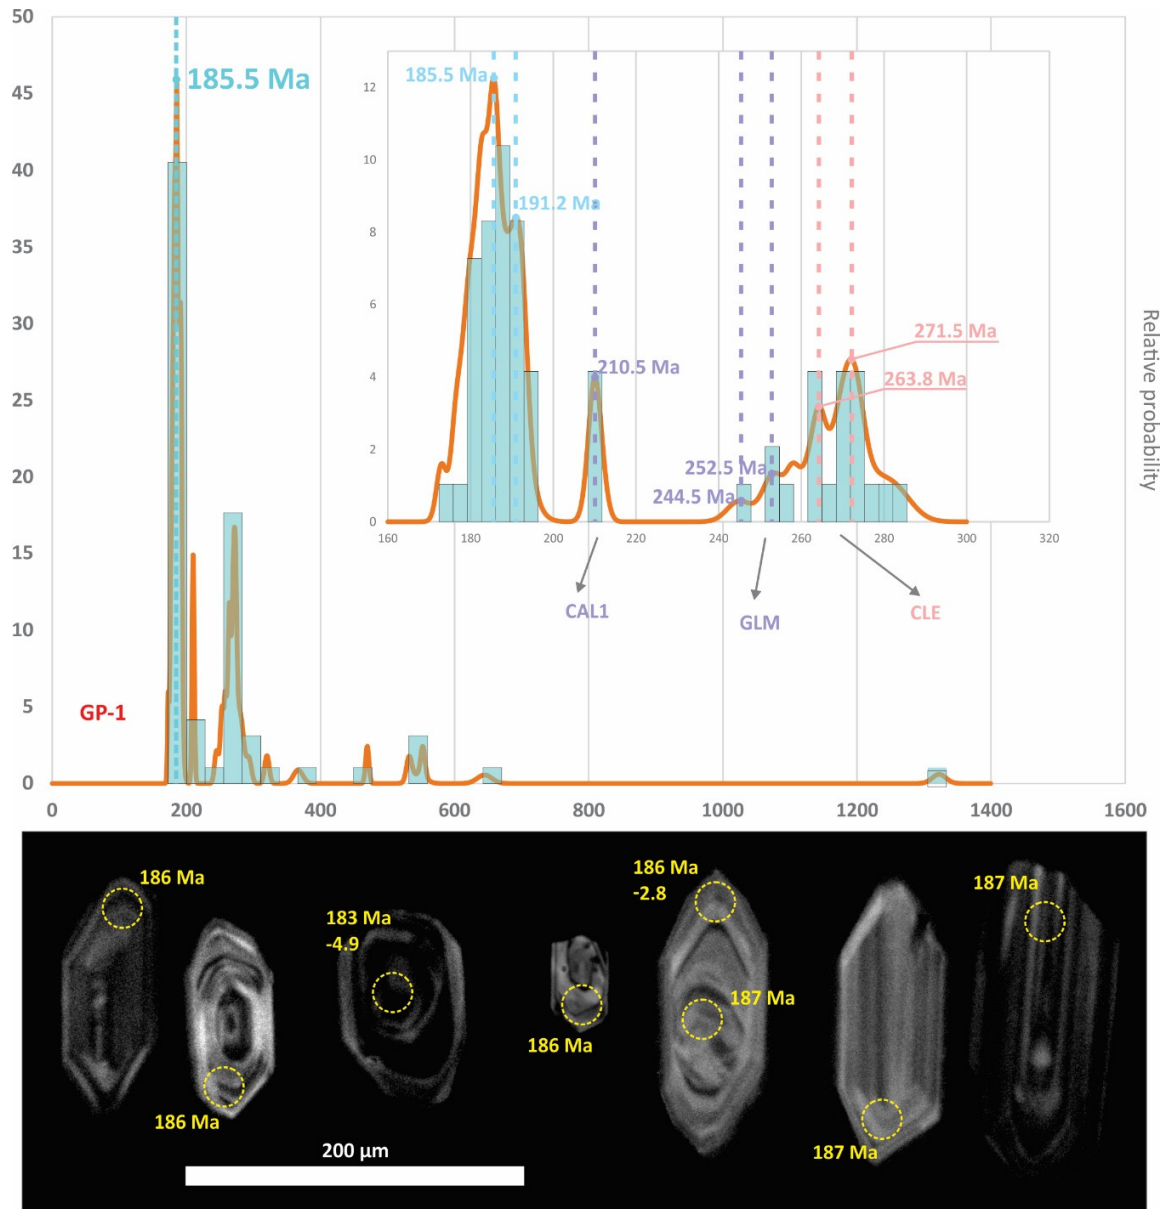 50
45
40
35
30
25
20
15
10
5
0
185.5 Ma
GP-1
0 200 400 600 800 1000 1200 1400 1600
Relative probability
12
10
8
6
4
2
0
160 180 200 220 240 260 280 300 320
185.5 Ma
191.2 Ma
210.5 Ma
271.5 Ma
263.8 Ma
252.5 Ma
244.5 Ma
CAL1
GLM
CLE
186 Ma
186 Ma
183 Ma
-4.9
186 Ma
186 Ma
-2.8
187 Ma
187 Ma
187 Ma
200 µm